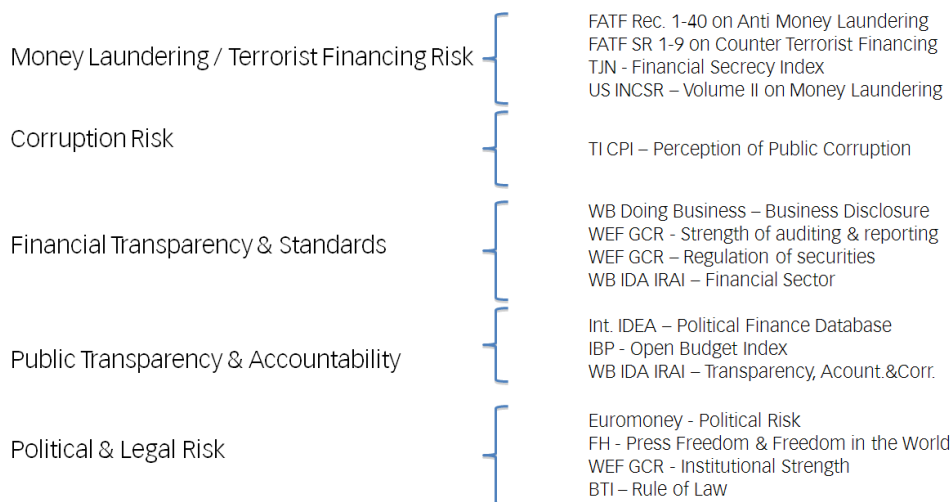 Money Laundering / Terrorist Financing Risk
FATF Rec. 1-40 on Anti Money Laundering
FATF SR 1-9 on Counter Terrorist Financing
TJN - Financial Secrecy Index
US INCSR – Volume II on Money Laundering
Corruption Risk
TI CPI – Perception of Public Corruption
Financial Transparency & Standards
WB Doing Business – Business Disclosure
WEF GCR - Strength of auditing & reporting
WEF GCR – Regulation of securities
WB IDA IRAI – Financial Sector
Public Transparency & Accountability
Int. IDEA – Political Finance Database
IBP - Open Budget Index
WB IDA IRAI – Transparency, Acount.&Corr.
Political & Legal Risk
Euromoney - Political Risk
FH - Press Freedom & Freedom in the World
WEF GCR - Institutional Strength
BTI – Rule of Law